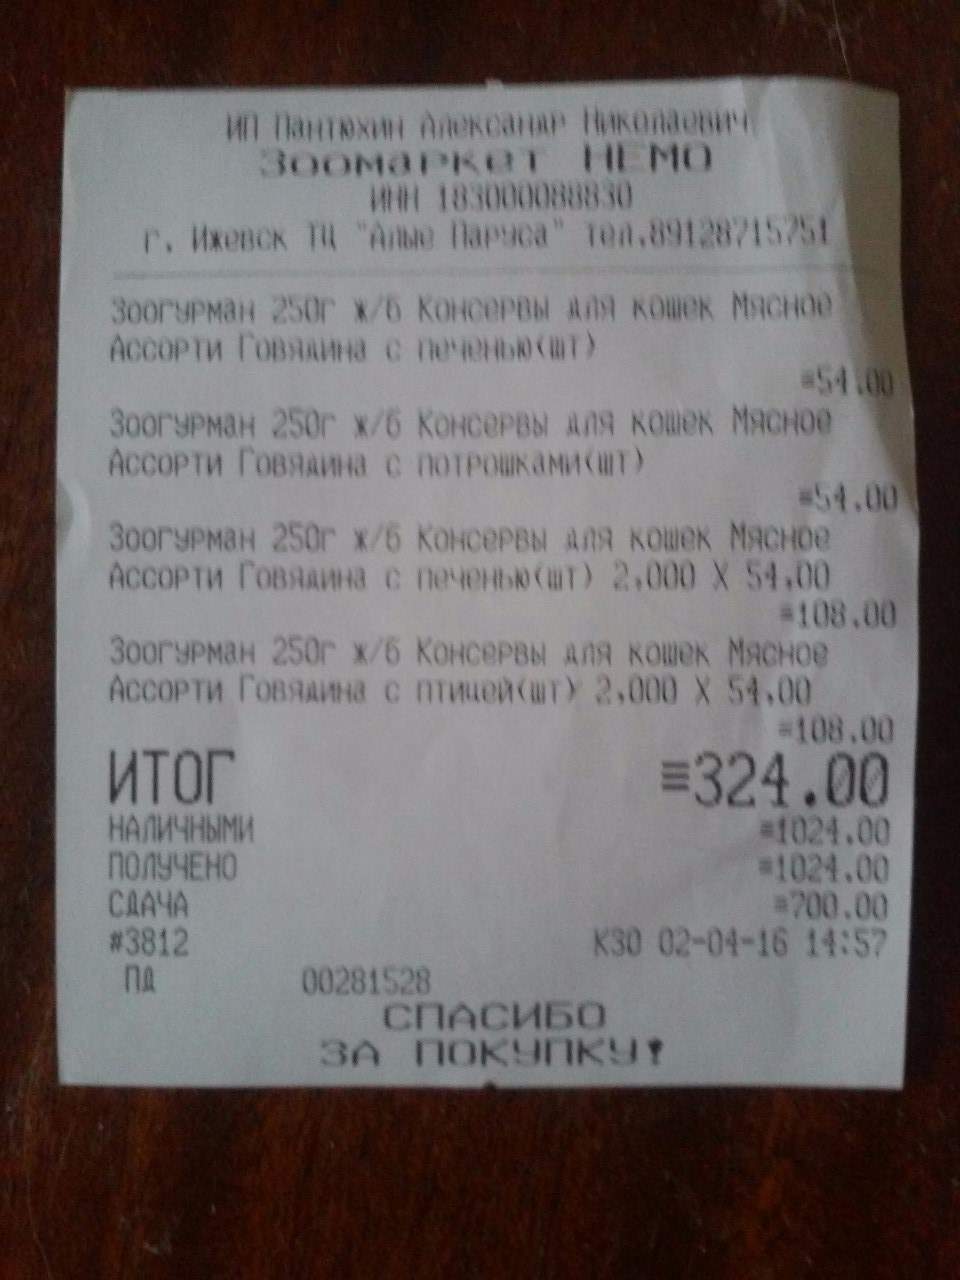 ИП Пантюхин Александр Николаевич
Зоомаркет НЕМО
ИНН 183000088830
г. Ижевск ТЦ "Алые Паруса" тел.89128715751
Зоогурман 250г ж/б Консервы для кошек Мясное
Ассорти Говядина с печенью(шт)
≡54.00
Зоогурман 250г ж/б Консервы для кошек Мясное
Ассорти Говядина с потрошками(шт)
≡54.00
Зоогурман 250г ж/б Консервы для кошек Мясное
Ассорти Говядина с печенью(шт) 2.000 X 54.00
≡108.00
Зоогурман 250г ж/б Консервы для кошек Мясное
Ассорти Говядина с птицей(шт) 2.000 X 54.00
≡108.00
ИТОГ ≡324.00
НАЛИЧНЫМИ ≡1024.00
ПОЛУЧЕНО ≡1024.00
СДАЧА ≡700.00
#3812 КЗО 02-04-16 14:57
ПД 00281528
СПАСИБО
ЗА ПОКУПКУ!